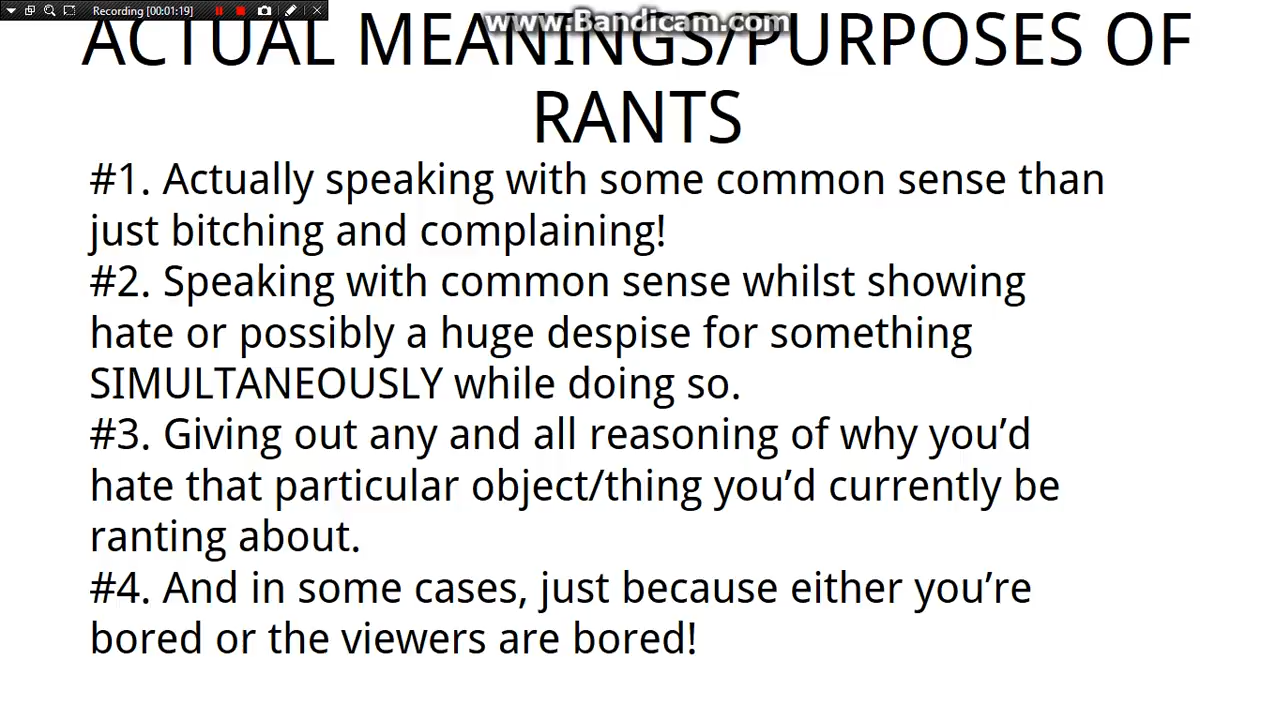 Recording [00:01:19]
www.Bandicam.com
ACTUAL MEANINGS/PURPOSES OF
RANTS
#1. Actually speaking with some common sense than
just bitching and complaining!
#2. Speaking with common sense whilst showing
hate or possibly a huge despise for something
SIMULTANEOUSLY while doing so.
#3. Giving out any and all reasoning of why you’d
hate that particular object/thing you’d currently be
ranting about.
#4. And in some cases, just because either you’re
bored or the viewers are bored!